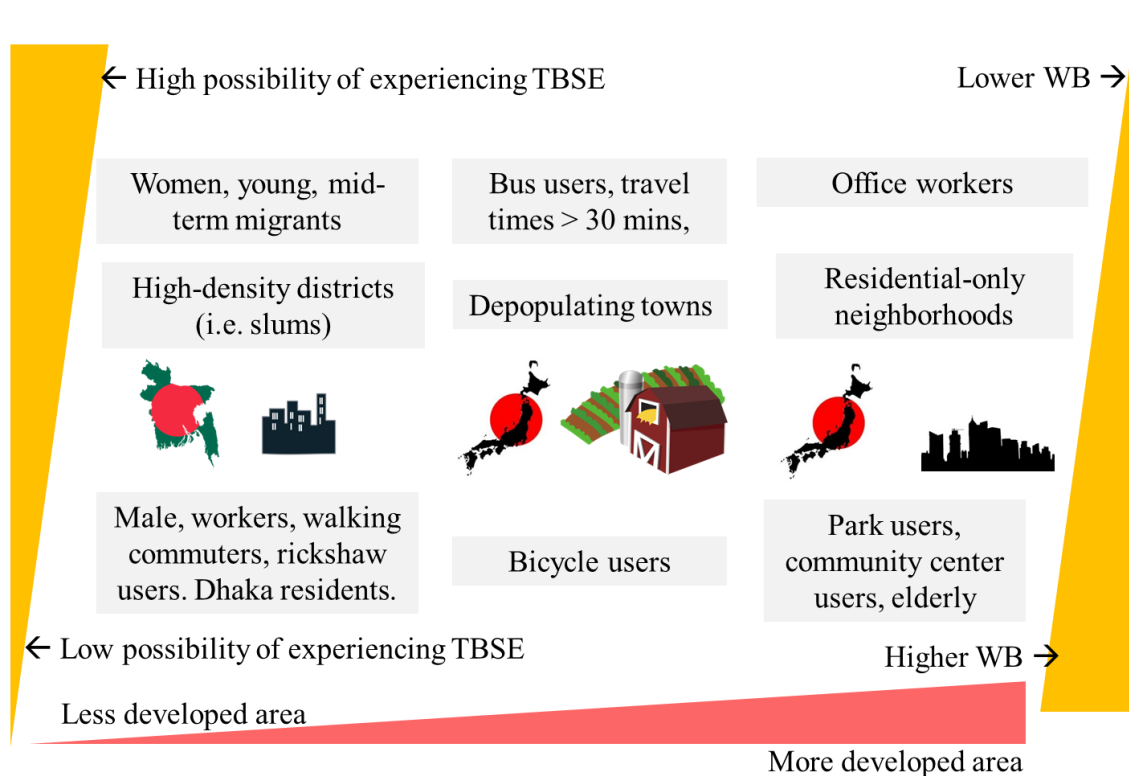 ← High possibility of experiencing TBSE
Lower WB →
Women, young, mid-
term migrants
Bus users, travel
times > 30 mins,
Office workers
High-density districts
(i.e. slums)
Depopulating towns
Residential-only
neighborhoods
Male, workers, walking
commuters, rickshaw
users. Dhaka residents.
Bicycle users
Park users,
community center
users, elderly
← Low possibility of experiencing TBSE
Higher WB →
Less developed area
More developed area